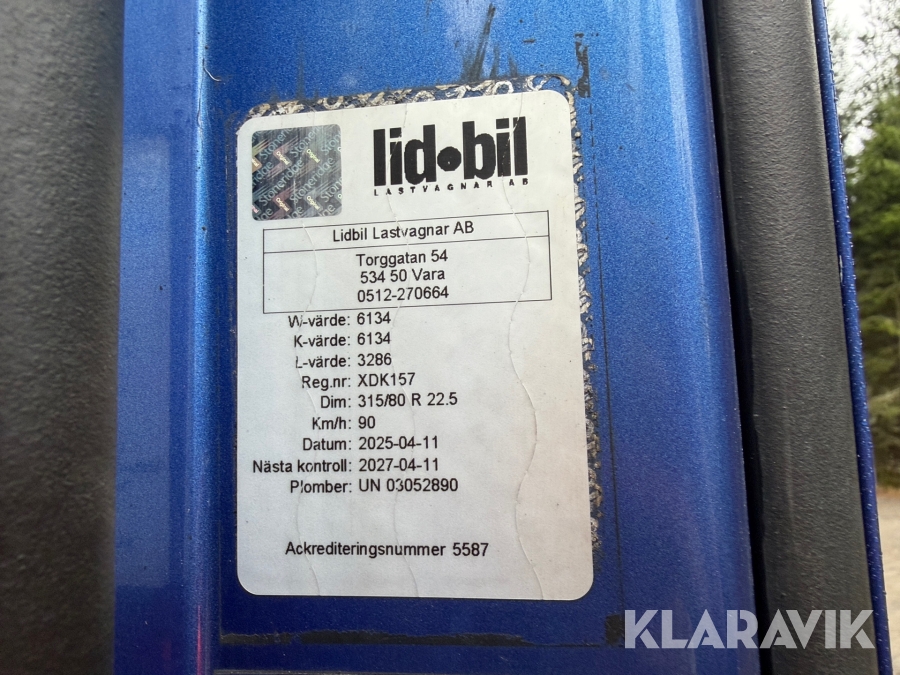 lid•bil
LASTVAGNAR AB
Lidbil Lastvagnar AB
Torggatan 54
534 50 Vara
0512-270664
W-värde: 6134
K-värde: 6134
L-värde: 3286
Reg.nr: XDK157
Dim: 315/80 R 22.5
Km/h: 90
Datum: 2025-04-11
Nästa kontroll: 2027-04-11
Plomber: UN 03052890
Ackrediteringsnummer 5587
KLARAVIK